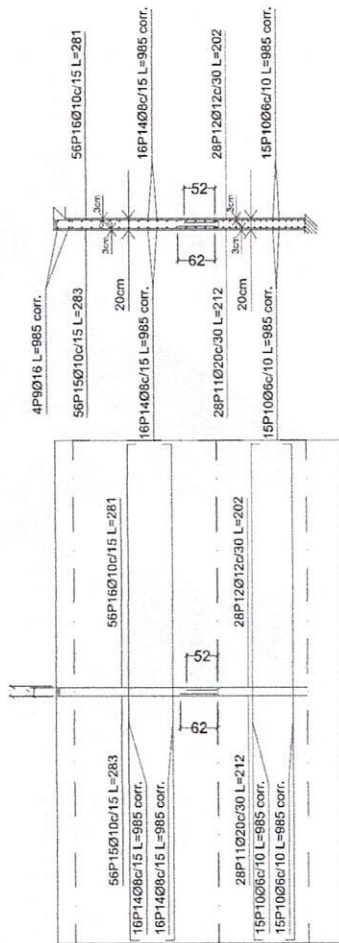 56P15Ø10c/15 L=283
56P16Ø10c/15 L=281
16P14Ø8c/15 L=985 corr.
16P14Ø8c/15 L=985 corr.
62
52
28P11Ø20c/30 L=212
28P12Ø12c/30 L=202
15P10Ø6c/10 L=985 corr.
15P10Ø6c/10 L=985 corr.
4P9Ø16 L=985 corr.
56P15Ø10c/15 L=283
56P16Ø10c/15 L=281
3cm
3cm
20cm
16P14Ø8c/15 L=985 corr.
16P14Ø8c/15 L=985 corr.
62
52
28P11Ø20c/30 L=212
28P12Ø12c/30 L=202
3cm
3cm
20cm
15P10Ø6c/10 L=985 corr.
15P10Ø6c/10 L=985 corr.